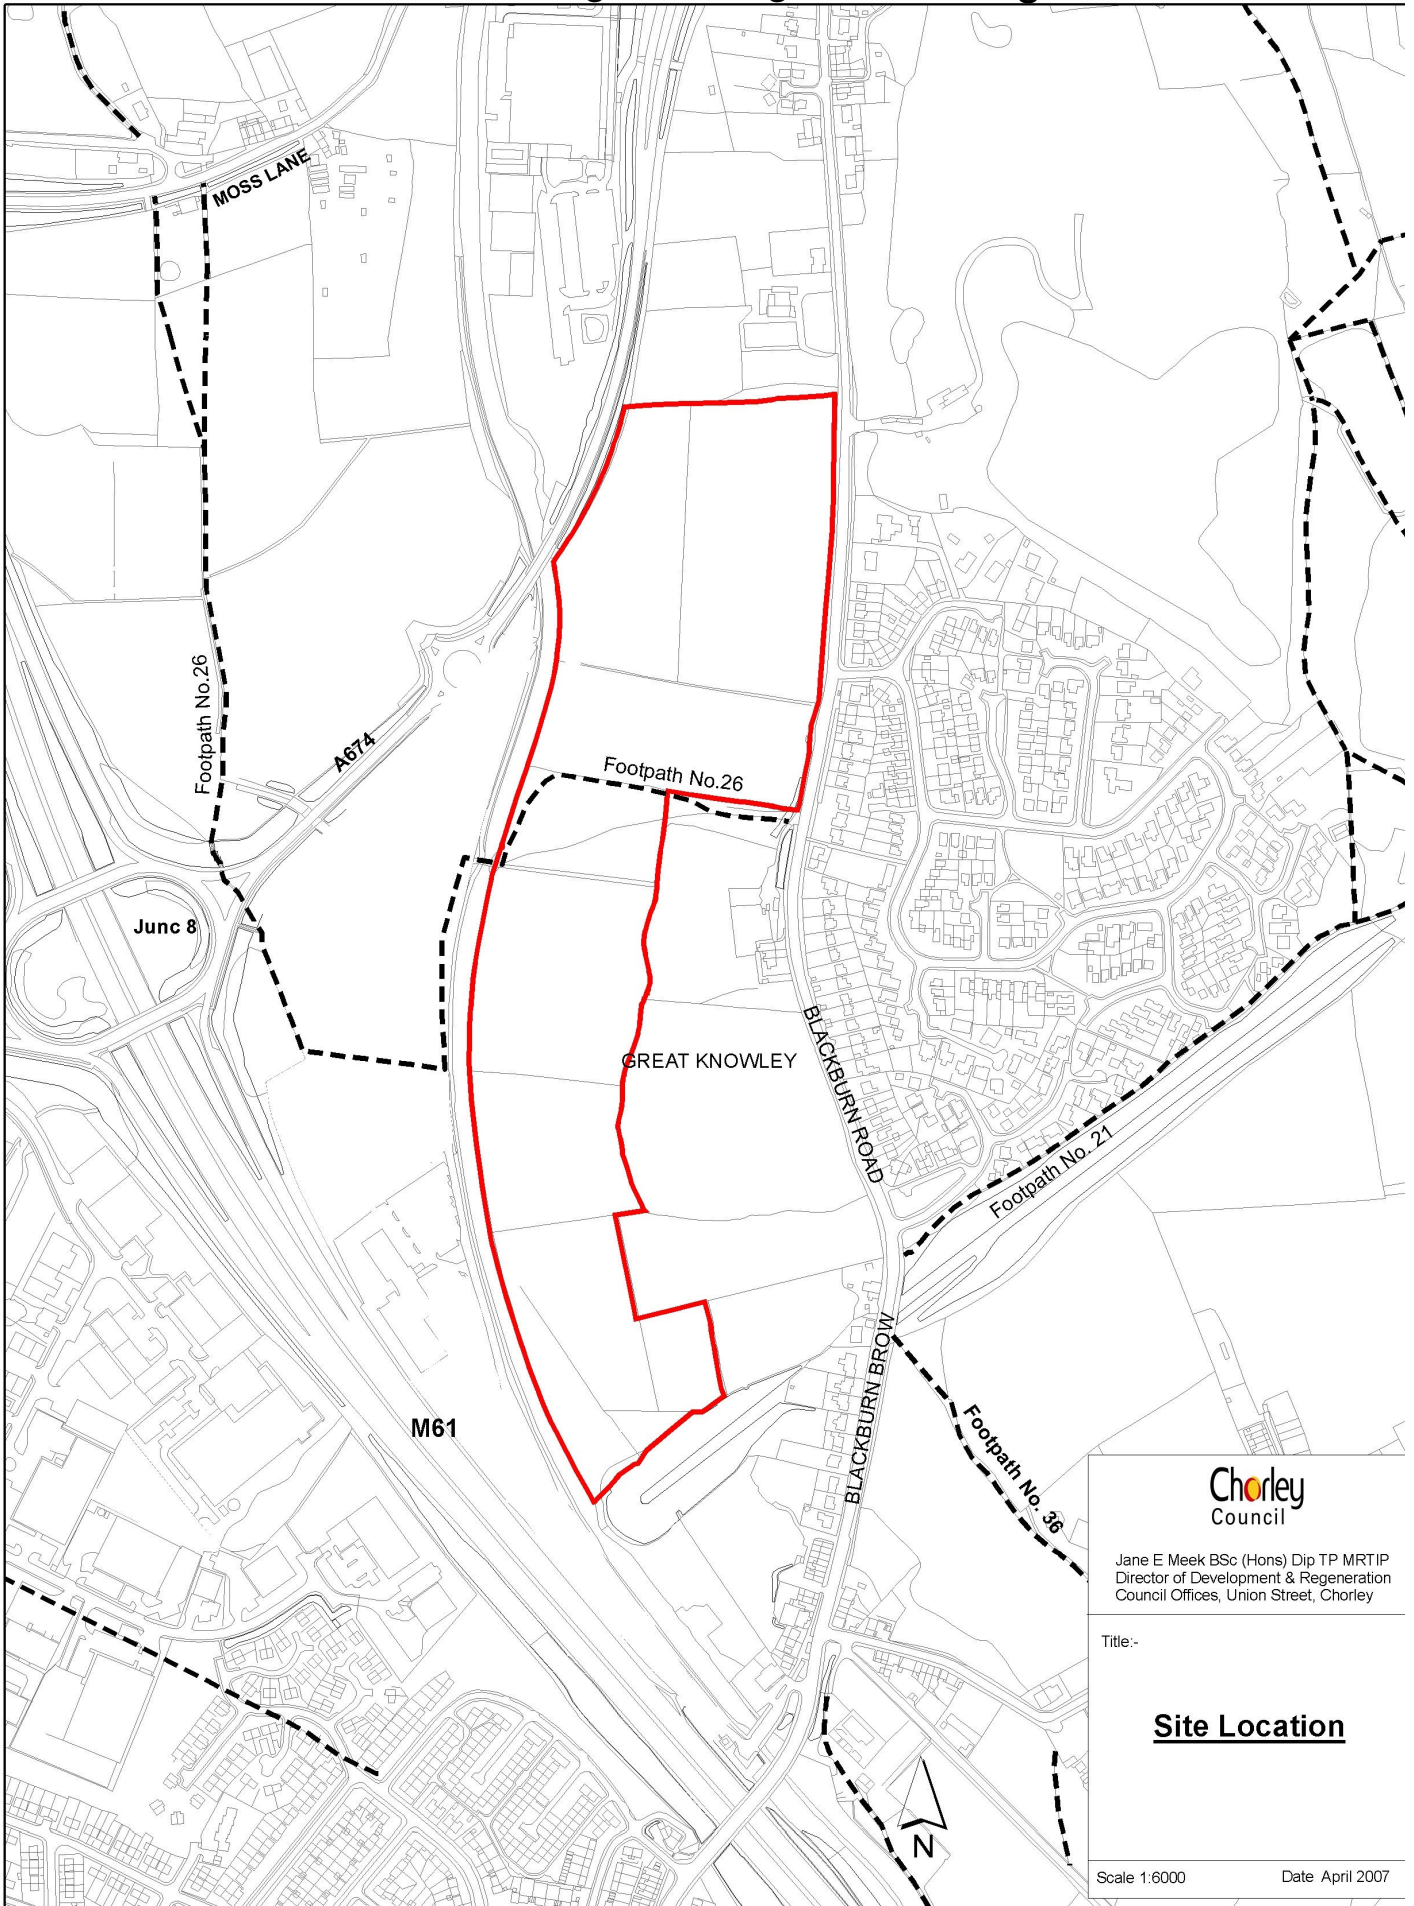 MOSS LANE
Footpath No.26
A674
Footpath No.26
Junc 8
GREAT KNOWLEY
BLACKBURN ROAD
Footpath No. 21
BLACKBURN BROW
M61
Footpath No. 36
Chorley
Council
Jane E Meek BSc (Hons) Dip TP MRTIP
Director of Development & Regeneration
Council Offices, Union Street, Chorley
Title:-
Site Location
N
Scale 1:6000
Date April 2007